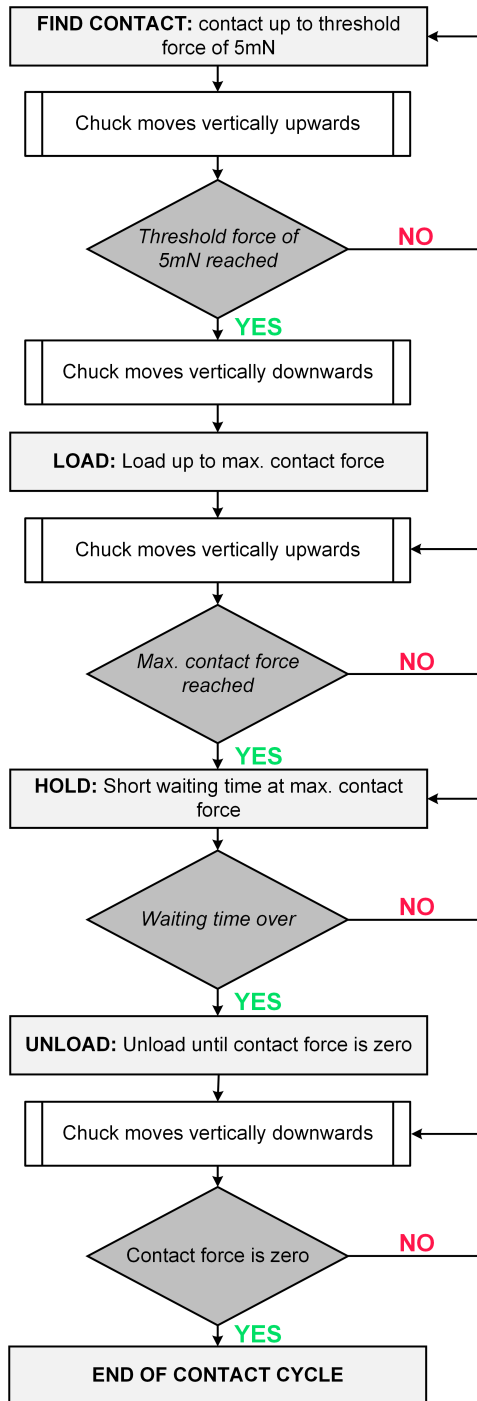 FIND CONTACT: contact up to threshold
force of 5mN
Chuck moves vertically upwards
Threshold force of
5mN reached
NO
YES
Chuck moves vertically downwards
LOAD: Load up to max. contact force
Chuck moves vertically upwards
Max. contact force
reached
NO
YES
HOLD: Short waiting time at max. contact
force
Waiting time over
NO
YES
UNLOAD: Unload until contact force is zero
Chuck moves vertically downwards
Contact force is zero
NO
YES
END OF CONTACT CYCLE